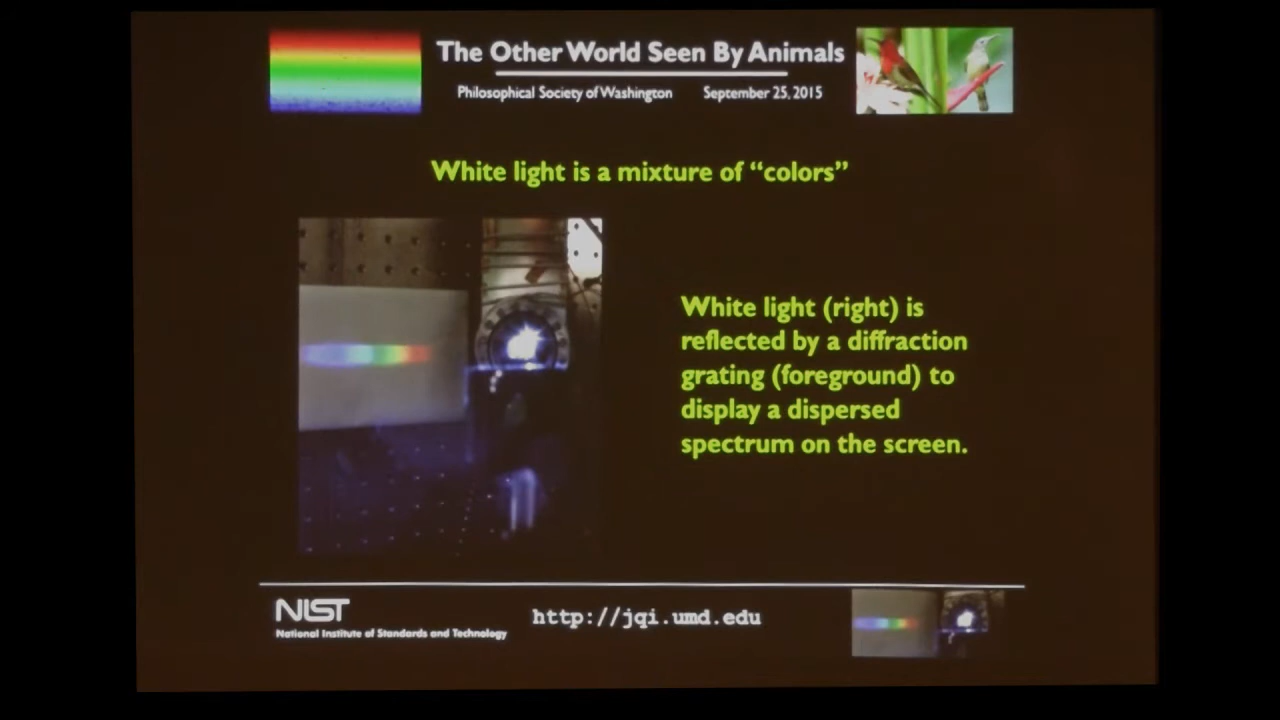 The Other World Seen By Animals
Philosophical Society of Washington September 25, 2015
White light is a mixture of “colors”
White light (right) is
reflected by a diffraction
grating (foreground) to
display a dispersed
spectrum on the screen.
NIST
National Institute of Standards and Technology
http://jqi.umd.edu